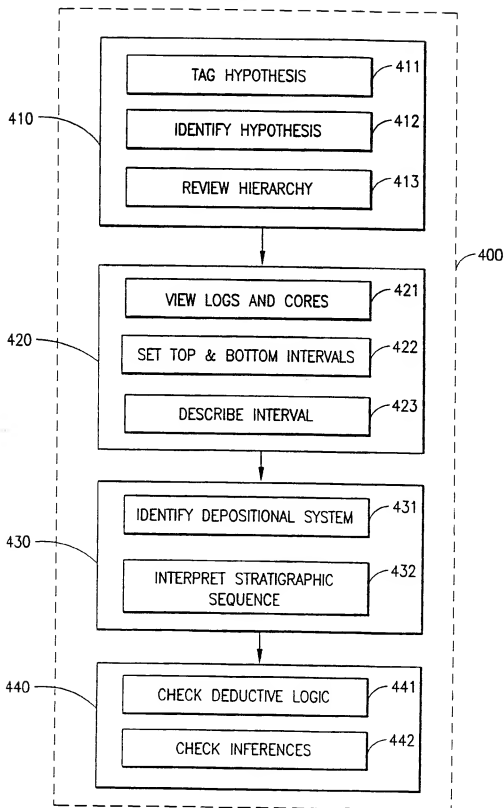 TAG HYPOTHESIS
411
IDENTIFY HYPOTHESIS
412
REVIEW HIERARCHY
413
410
400
VIEW LOGS AND CORES
421
SET TOP & BOTTOM INTERVALS
422
DESCRIBE INTERVAL
423
420
IDENTIFY DEPOSITIONAL SYSTEM
431
INTERPRET STRATIGRAPHIC
SEQUENCE
432
430
CHECK DEDUCTIVE LOGIC
441
CHECK INFERENCES
442
440